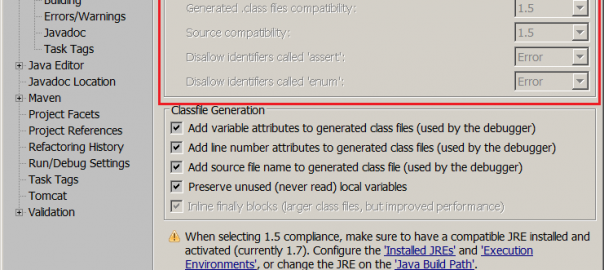 Building
Errors/Warnings
Javadoc
Task Tags
Java Editor
Javadoc Location
Maven
Project Facets
Project References
Refactoring History
Run/Debug Settings
Task Tags
Tomcat
Validation
Generated .class files compatibility: 1.5
Source compatibility: 1.5
Disallow identifiers called 'assert': Error
Disallow identifiers called 'enum': Error
Classfile Generation
Add variable attributes to generated class files (used by the debugger)
Add line number attributes to generated class files (used by the debugger)
Add source file name to generated class file (used by the debugger)
Preserve unused (never read) local variables
Inline finally blocks (larger class files, but improved performance)
When selecting 1.5 compliance, make sure to have a compatible JRE installed and
activated (currently 1.7). Configure the 'Installed JREs' and 'Execution
Environments', or change the JRE on the 'Java Build Path'.